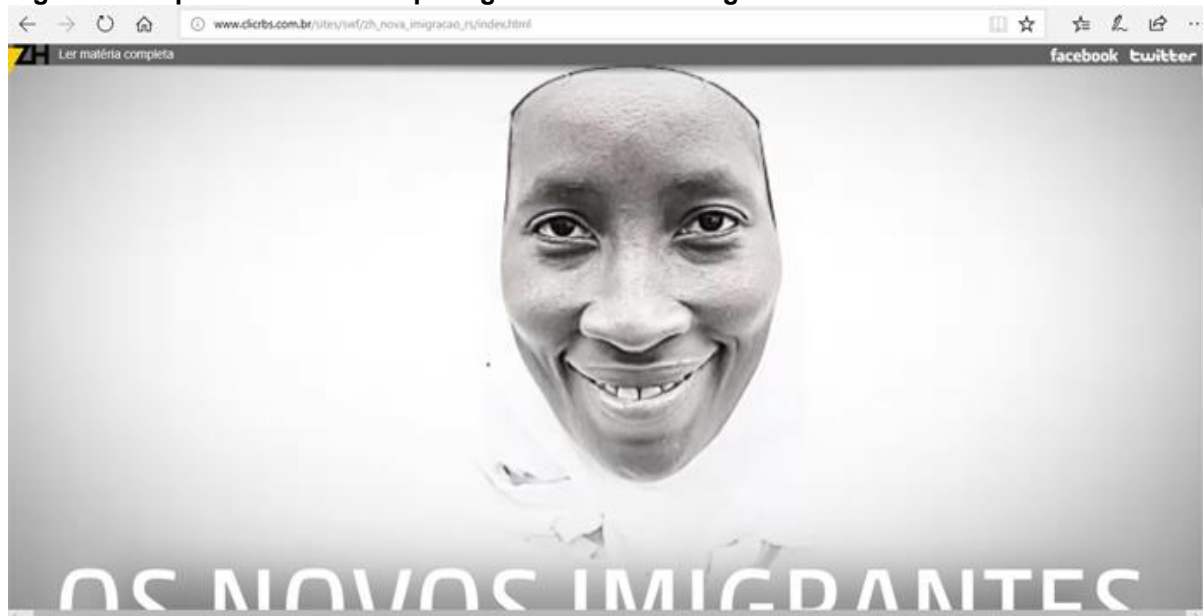 www.clicrbs.com.br/sites/swf/zh_nova_imigracao_rs/index.html
ZH Ler matéria completa
facebook twitter
OS NOVOS IMIGRANTES